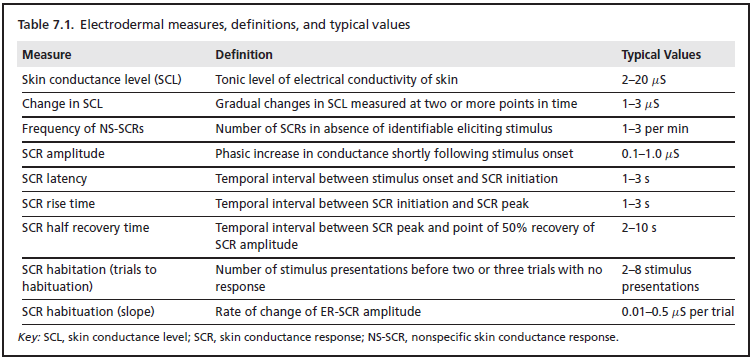 Table 7.1. Electrodermal measures, definitions, and typical values
Measure Definition Typical Values
Skin conductance level (SCL) Tonic level of electrical conductivity of skin 2–20 μS
Change in SCL Gradual changes in SCL measured at two or more points in time 1–3 μS
Frequency of NS-SCRs Number of SCRs in absence of identifiable eliciting stimulus 1–3 per min
SCR amplitude Phasic increase in conductance shortly following stimulus onset 0.1–1.0 μS
SCR latency Temporal interval between stimulus onset and SCR initiation 1–3 s
SCR rise time Temporal interval between SCR initiation and SCR peak 1–3 s
SCR half recovery time Temporal interval between SCR peak and point of 50% recovery of 2–10 s
SCR amplitude
SCR habitation (trials to Number of stimulus presentations before two or three trials with no 2–8 stimulus
habituation) response presentations
SCR habituation (slope) Rate of change of ER-SCR amplitude 0.01–0.5 μS per trial
Key: SCL, skin conductance level; SCR, skin conductance response; NS-SCR, nonspecific skin conductance response.